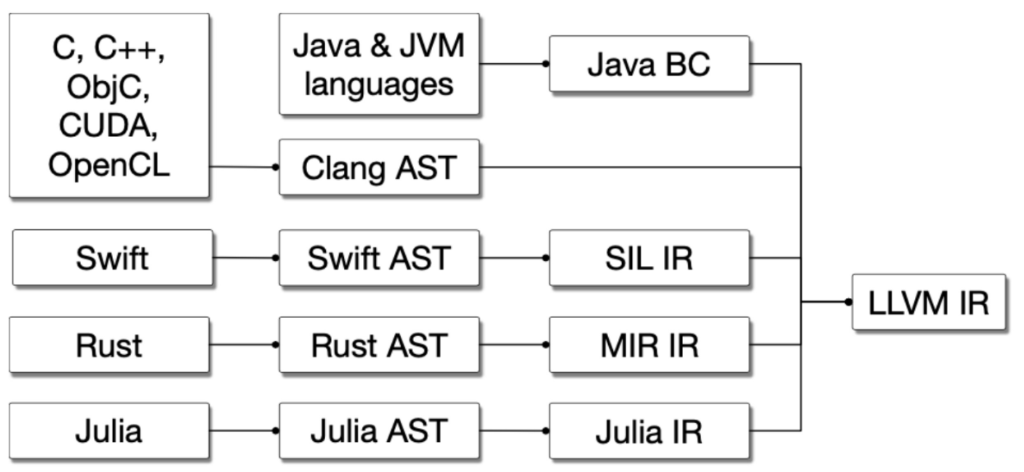 C, C++,
ObjC,
CUDA,
OpenCL
Java & JVM
languages
Java BC
Clang AST
Swift
Swift AST
SIL IR
Rust
Rust AST
MIR IR
Julia
Julia AST
Julia IR
LLVM IR